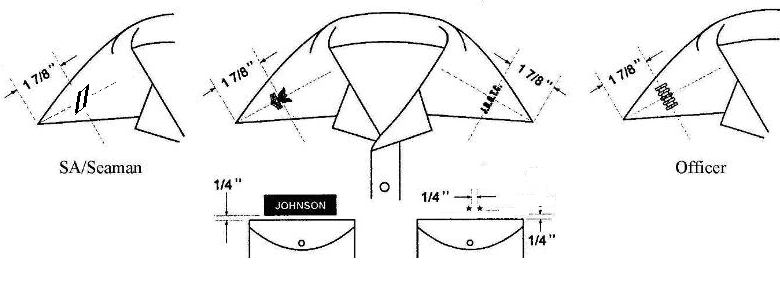 1 7/8"
1 7/8"
1 7/8"
1 7/8"
SA/Seaman
Officer
1/4"
JOHNSON
1/4"
1/4"